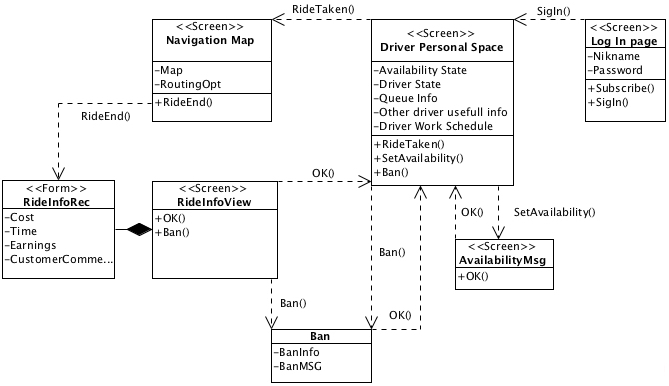 RideTaken()
SigIn()
<<Screen>>
Navigation Map
-Map
-RoutingOpt
+RideEnd()
<<Screen>>
Driver Personal Space
-Availability State
-Driver State
-Queue Info
-Other driver usefull info
-Driver Work Schedule
+RideTaken()
+SetAvailability()
+Ban()
<<Screen>>
Log In page
-Nikname
-Password
+Subscribe()
+SigIn()
RideEnd()
<<Form>>
RideInfoRec
-Cost
-Time
-Earnings
-CustomerComme...
<<Screen>>
RideInfoView
+OK()
+Ban()
OK()
OK()
SetAvailability()
<<Screen>>
AvailabilityMsg
+OK()
Ban()
Ban()
OK()
Ban
-BanInfo
-BanMSG